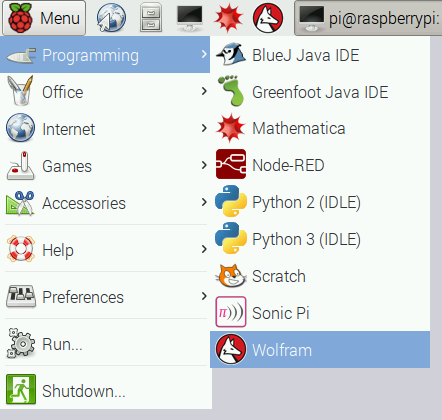 Menu
pi@raspberrypi:
Programming
Office
Internet
Games
Accessories
Help
Preferences
Run...
Shutdown...
BlueJ Java IDE
Greenfoot Java IDE
Mathematica
Node-RED
Python 2 (IDLE)
Python 3 (IDLE)
Scratch
π)))
Sonic Pi
Wolfram